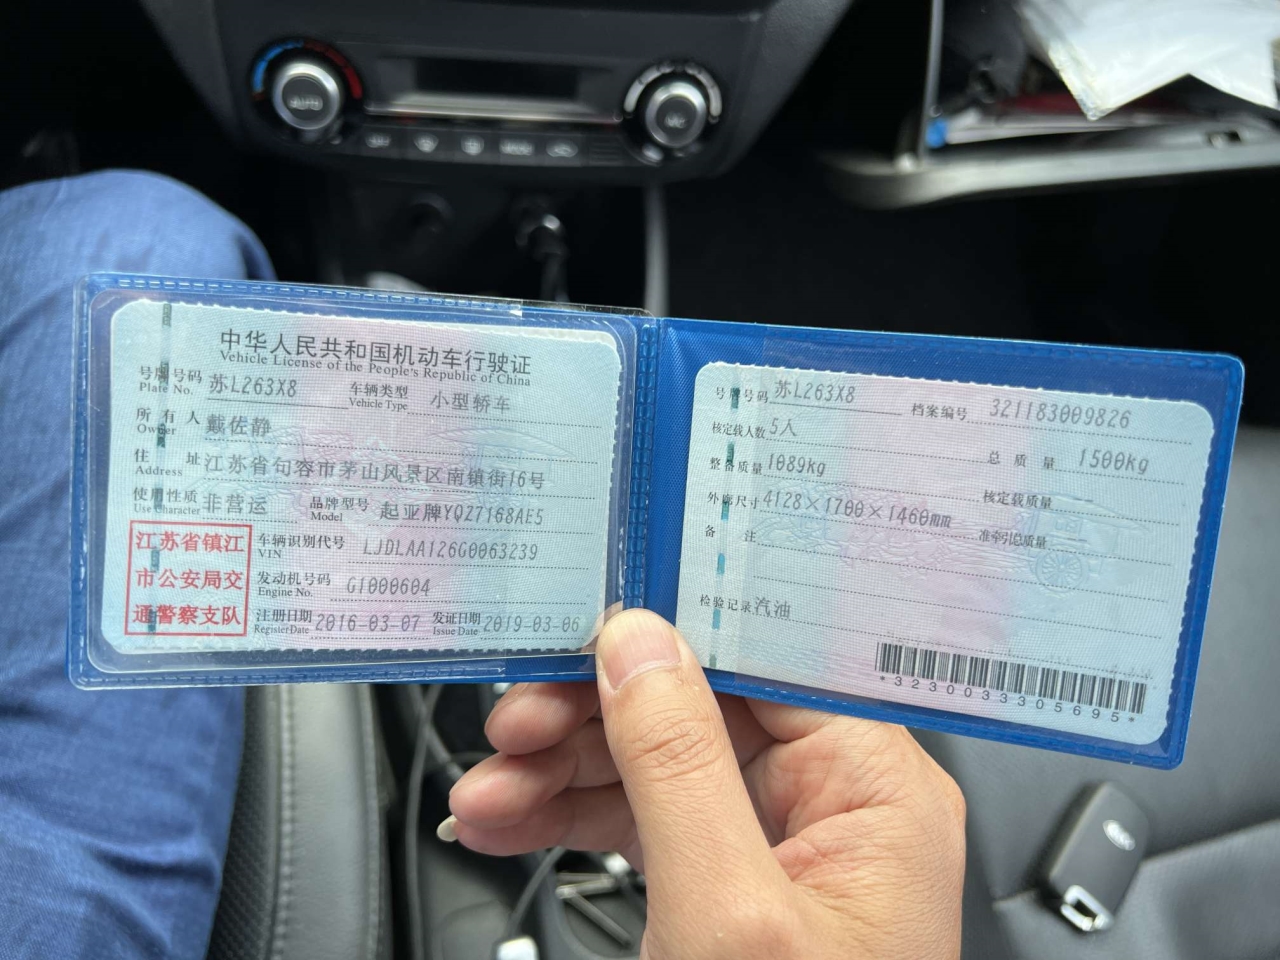 AUTO
A/C
中华人民共和国机动车行驶证
Vehicle License of the People's Republic of China
号牌号码 苏L263X8 车辆类型 小型轿车
Plate No. Vehicle Type
所有人 戴佐静
Owner
住址 江苏省句容市茅山风景区南镇街16号
Address
使用性质 非营运 品牌型号 起亚牌YQZ7168AE5
Use Character Model
江苏省镇江
市公安局交
通警察支队
车辆识别代号 LJDLAA126G0063239
VIN
发动机号码 G1000604
Engine No.
注册日期 2016-03-07 发证日期 2019-03-06
Register Date Issue Date
号牌号码 苏L263X8 档案编号 321183009826
核定载人数 5人 总质量 1500kg
整备质量 1089kg 核定载质量 —
外廓尺寸 4128×1700×1460mm 准牵引总质量 —
备注
检验记录 汽油
*3230033305695*